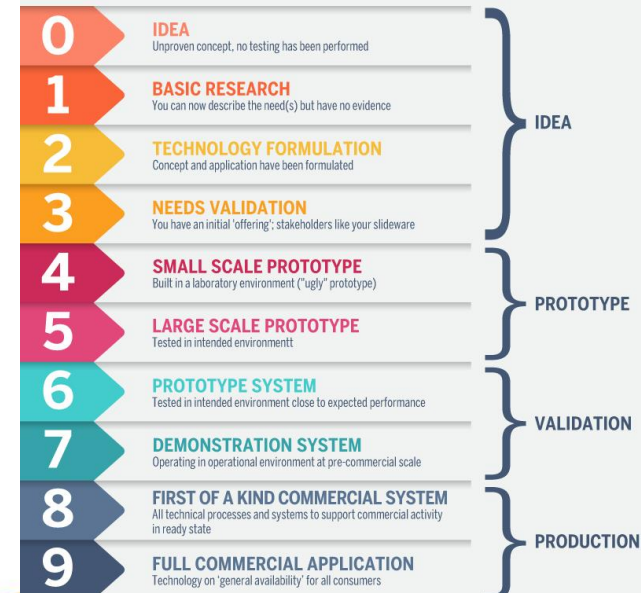 0
IDEA
Unproven concept, no testing has been performed
1
BASIC RESEARCH
You can now describe the need(s) but have no evidence
2
TECHNOLOGY FORMULATION
Concept and application have been formulated
3
NEEDS VALIDATION
You have an initial 'offering'; stakeholders like your slideware
IDEA
4
SMALL SCALE PROTOTYPE
Built in a laboratory environment ("ugly" prototype)
5
LARGE SCALE PROTOTYPE
Tested in intended environmentt
PROTOTYPE
6
PROTOTYPE SYSTEM
Tested in intended environment close to expected performance
7
DEMONSTRATION SYSTEM
Operating in operational environment at pre-commercial scale
VALIDATION
8
FIRST OF A KIND COMMERCIAL SYSTEM
All technical processes and systems to support commercial activity
in ready state
9
FULL COMMERCIAL APPLICATION
Technology on 'general availability' for all consumers
PRODUCTION